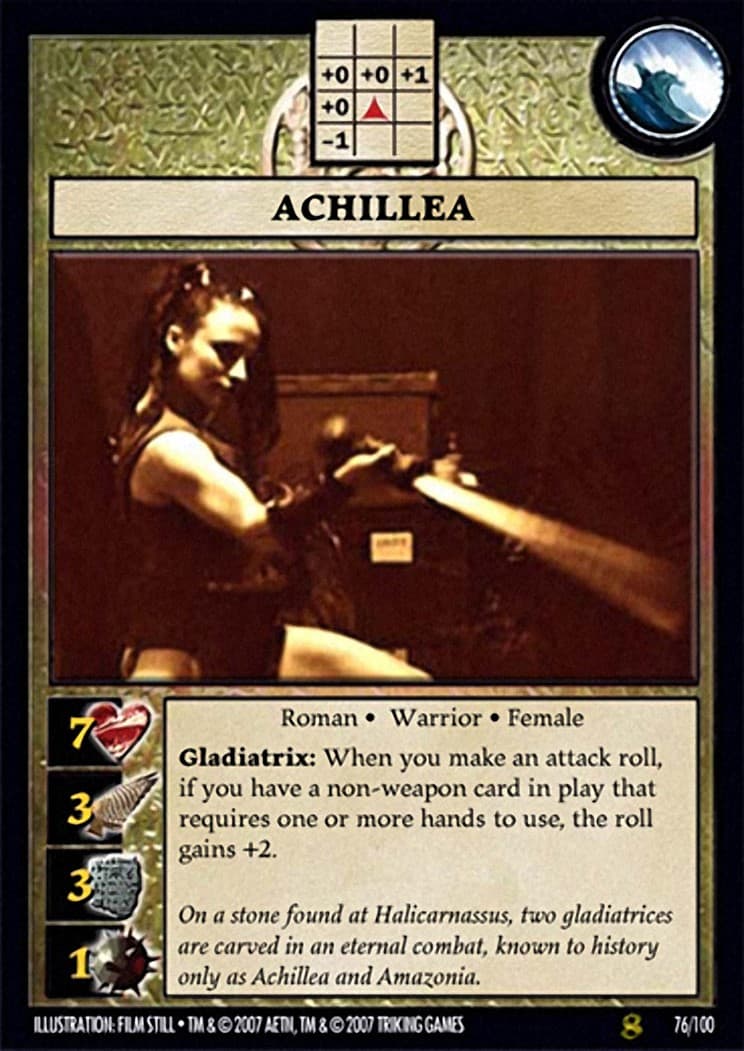 +0 +0 +1
+0
-1
ACHILLEA
7
3
3
1
Roman • Warrior • Female
Gladiatrix: When you make an attack roll,
if you have a non-weapon card in play that
requires one or more hands to use, the roll
gains +2.
On a stone found at Halicarnassus, two gladiatrices
are carved in an eternal combat, known to history
only as Achillea and Amazonia.
ILLUSTRATION: FILM STILL • TM & © 2007 AETN, TM & © 2007 TRIKING GAMES
8 76/100